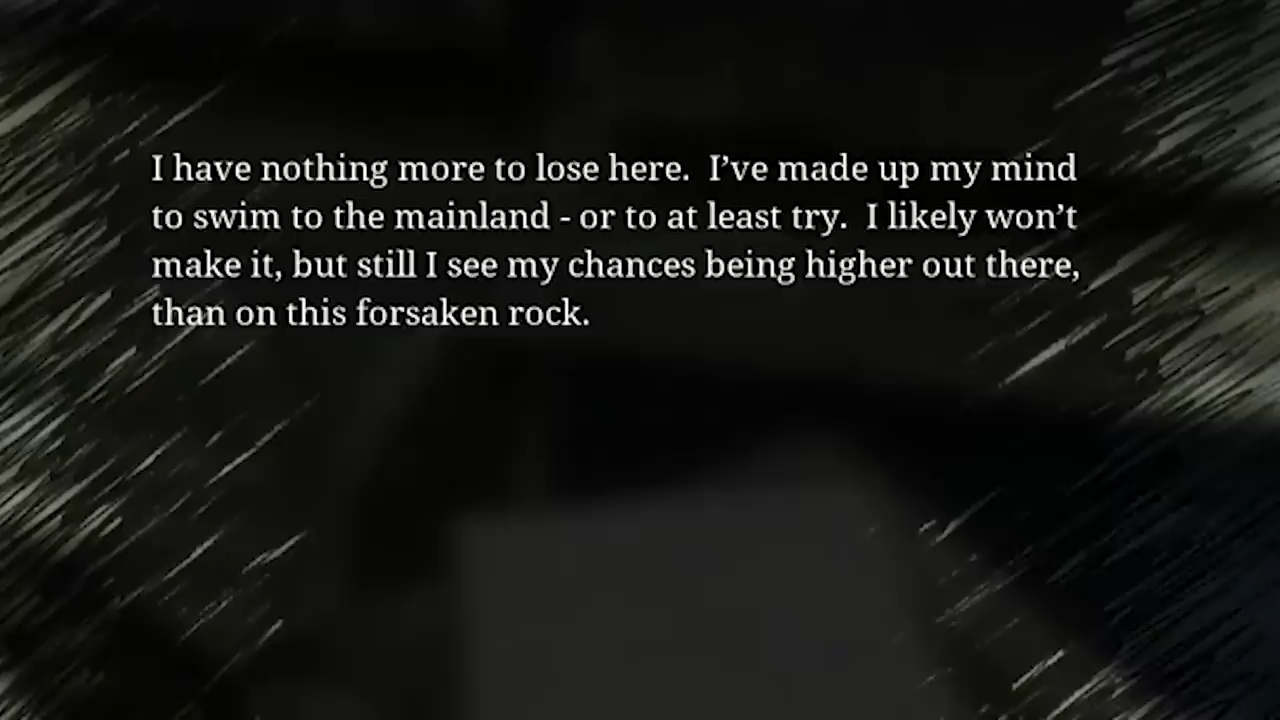 I have nothing more to lose here.  I’ve made up my mind
to swim to the mainland - or to at least try.  I likely won’t
make it, but still I see my chances being higher out there,
than on this forsaken rock.